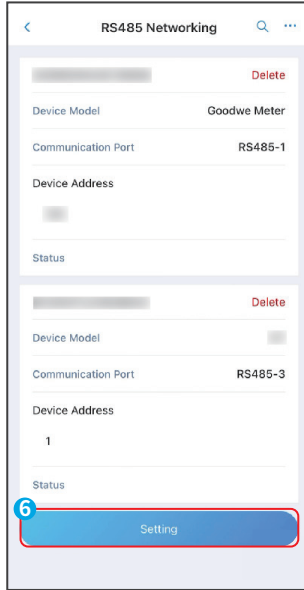 RS485 Networking
Delete
Device Model Goodwe Meter
Communication Port RS485-1
Device Address
Status
Delete
Device Model
Communication Port RS485-3
Device Address
1
Status
6
Setting